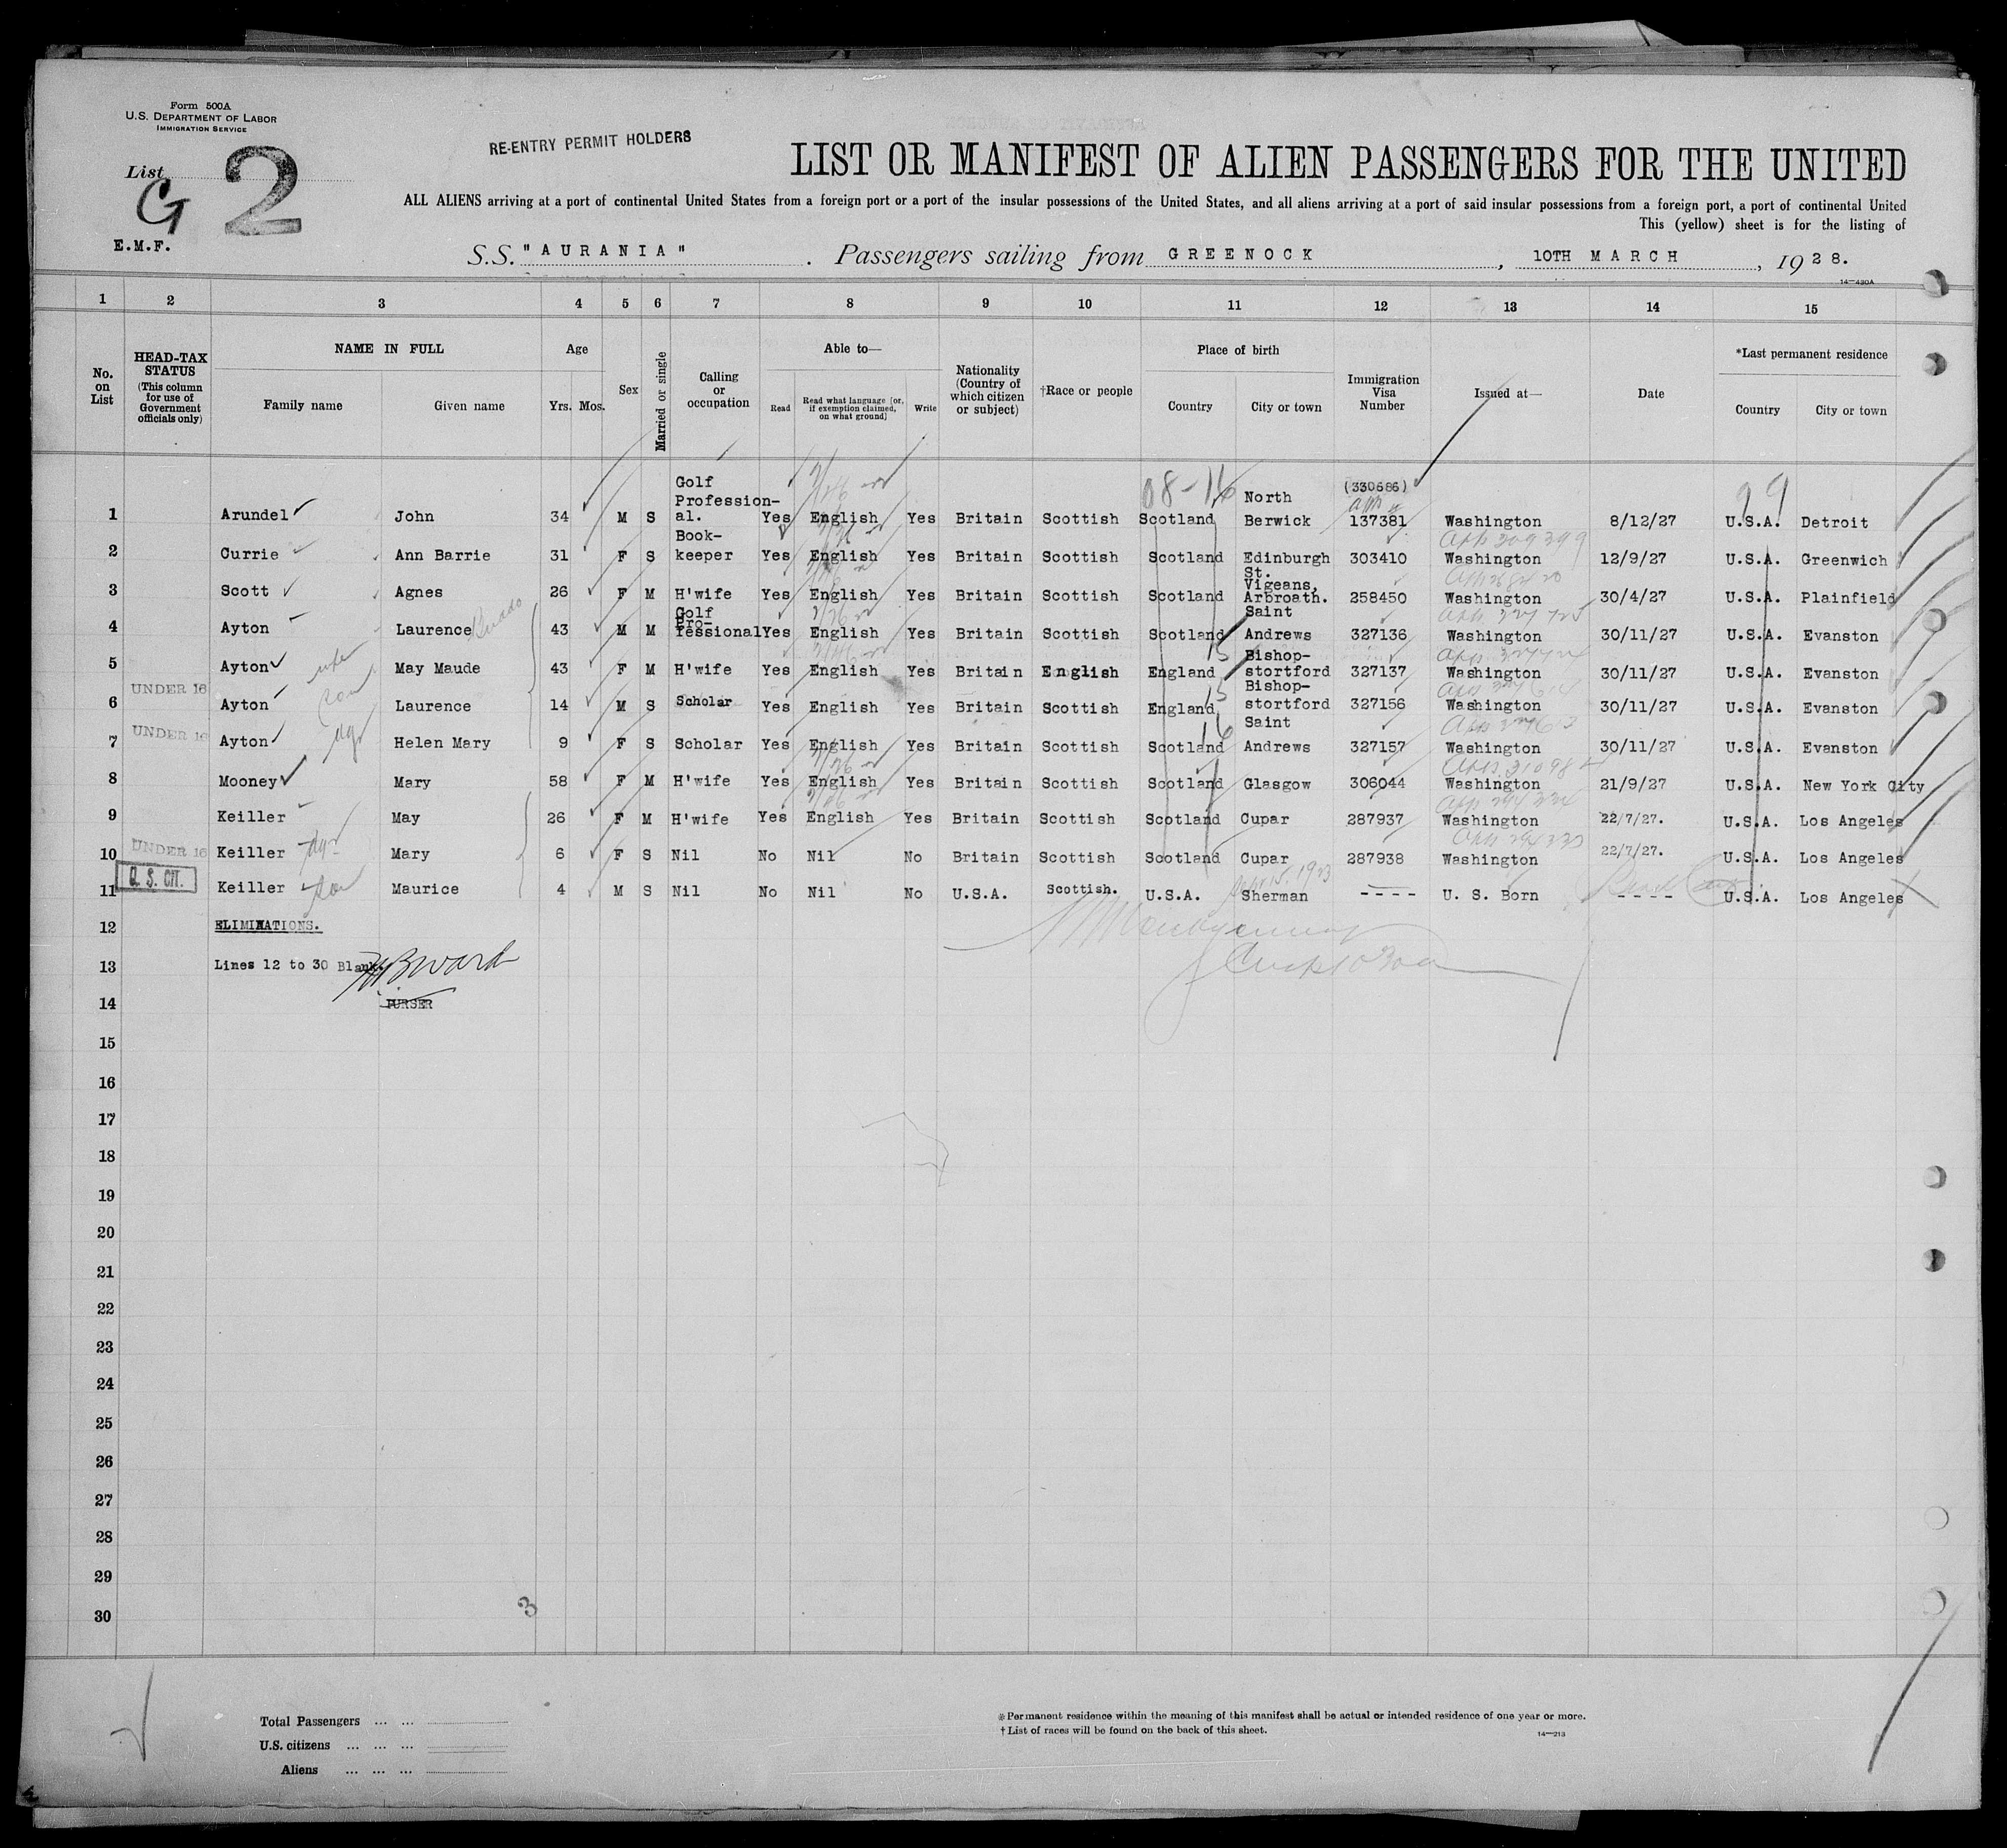 Form 500A
U.S. DEPARTMENT OF LABOR
IMMIGRATION SERVICE
RE-ENTRY PERMIT HOLDERS
List G 2
E.M.F.
LIST OR MANIFEST OF ALIEN PASSENGERS FOR THE UNITED
ALL ALIENS arriving at a port of continental United States from a foreign port or a port of the insular possessions of the United States, and all aliens arriving at a port of said insular possessions from a foreign port, a port of continental United
This (yellow) sheet is for the listing of
S.S. "AURANIA". Passengers sailing from GREENOCK, 10TH MARCH, 1928.
14—430A
1 2 3 4 5 6 7 8 9 10 11 12 13 14 15
No. on List
HEAD-TAX STATUS (This column for use of Government officials only)
NAME IN FULL
Family name Given name
Age
Yrs. Mos.
Sex
Married or single
Calling or occupation
Able to—
Read Read what language [or, if exemption claimed, on what ground] Write
Nationality (Country of which citizen or subject)
†Race or people
Place of birth
Country City or town
Immigration Visa Number
Issued at—
Date
*Last permanent residence
Country City or town
08-16 (330686) 99
1 Arundel John 34 M S Golf Profession-al. Yes English Yes Britain Scottish Scotland North Berwick 137381 Washington 8/12/27 U.S.A. Detroit
2 Currie Ann Barrie 31 F S Book-keeper Yes English Yes Britain Scottish Scotland Edinburgh 303410 Washington 12/9/27 U.S.A. Greenwich
3 Scott Agnes 26 F M H'wife Yes English Yes Britain Scottish Scotland St. Vigeans, Arbroath. 258450 Washington 30/4/27 U.S.A. Plainfield
4 Ayton Laurence 43 M M Golf Pro-fessional Yes English Yes Britain Scottish Scotland Saint Andrews 327136 Washington 30/11/27 U.S.A. Evanston
5 Ayton wife May Maude 43 F M H'wife Yes English Yes Britain English England 15 Bishop-stortford 327137 Washington 30/11/27 U.S.A. Evanston
UNDER 16
6 Ayton son Laurence 14 M S Scholar Yes English Yes Britain Scottish England 15 Bishop-stortford 327156 Washington 30/11/27 U.S.A. Evanston
UNDER 16
7 Ayton dgr Helen Mary 9 F S Scholar Yes English Yes Britain Scottish Scotland 16 Saint Andrews 327157 Washington 30/11/27 U.S.A. Evanston
8 Mooney Mary 58 F M H'wife Yes English Yes Britain Scottish Scotland Glasgow 306044 Washington 21/9/27 U.S.A. New York City
9 Keiller May 26 F M H'wife Yes English Yes Britain Scottish Scotland Cupar 287937 Washington 22/7/27. U.S.A. Los Angeles
UNDER 16
10 Keiller dgr Mary 6 F S Nil No Nil No Britain Scottish Scotland Cupar 287938 Washington 22/7/27. U.S.A. Los Angeles
U. S. CIT.
11 Keiller son Maurice 4 M S Nil No Nil No U.S.A. Scottish. U.S.A. Sherman ---- U. S. Born ---- U.S.A. Los Angeles
12 ELIMINATIONS.
13 Lines 12 to 30 Blank.
14 PURSER
15
16
17
18
19
20
21
22
23
24
25
26
27
28
29
30
3
Total Passengers ... ...
U.S. citizens ... ... ...
Aliens ... ... ...
* Permanent residence within the meaning of this manifest shall be actual or intended residence of one year or more.
† List of races will be found on the back of this sheet.
14—213